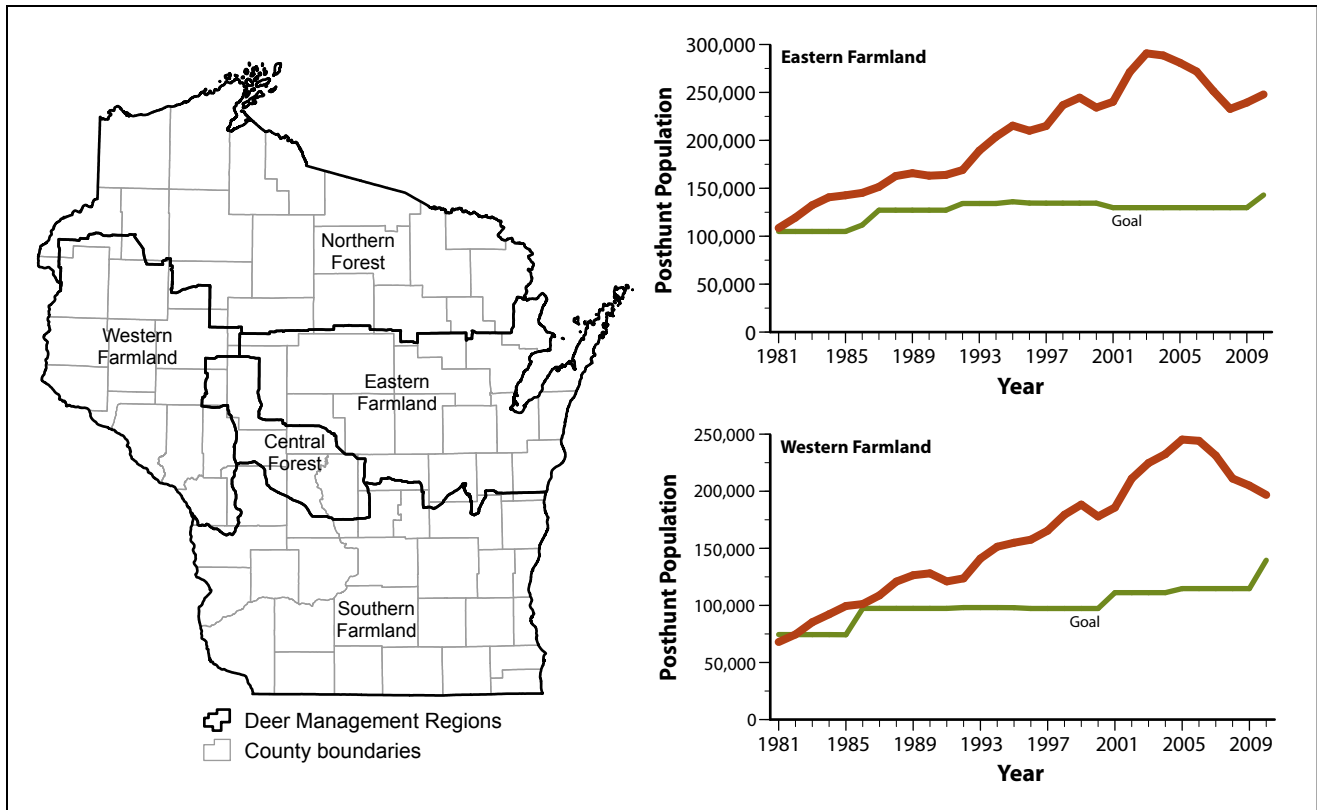 Northern
Forest
Western
Farmland
Eastern
Farmland
Central
Forest
Southern
Farmland
Deer Management Regions
County boundaries
Eastern Farmland
Posthunt Population
300,000
250,000
200,000
150,000
100,000
50,000
0
Goal
1981 1985 1989 1993 1997 2001 2005 2009
Year
Western Farmland
Posthunt Population
250,000
200,000
150,000
100,000
50,000
0
Goal
1981 1985 1989 1993 1997 2001 2005 2009
Year